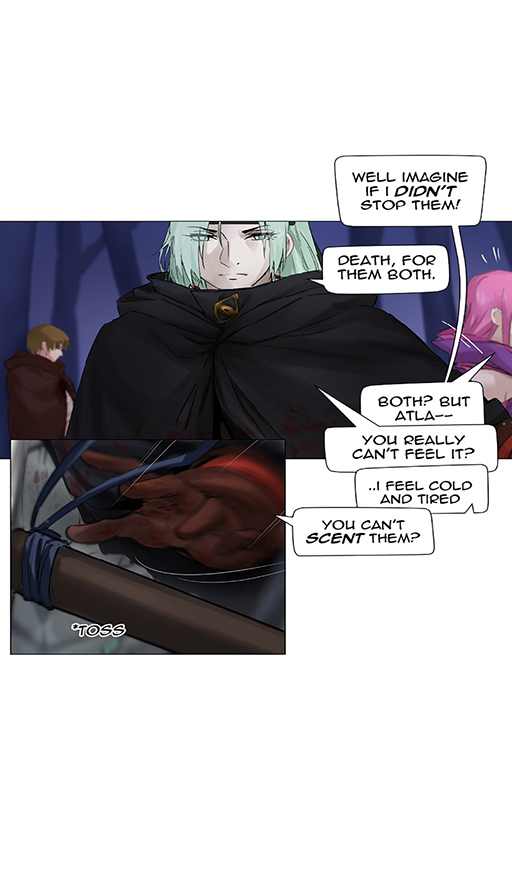 WELL IMAGINE
IF I DIDN'T
STOP THEM!
DEATH, FOR
THEM BOTH.
BOTH? BUT
ATLA--
YOU REALLY
CAN'T FEEL IT?
..I FEEL COLD
AND TIRED
YOU CAN'T
SCENT THEM?
*TOSS